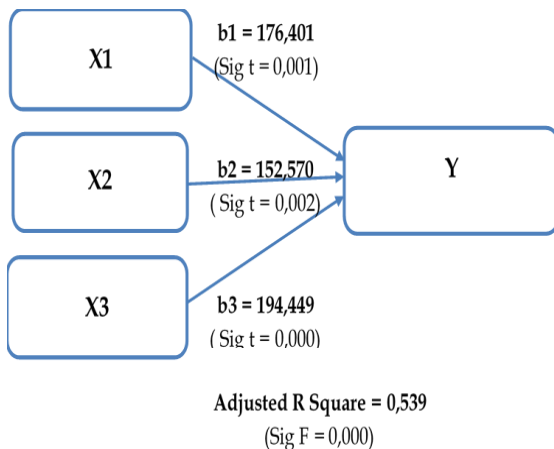 X1
b1 = 176,401
(Sig t = 0,001)
X2
b2 = 152,570
( Sig t = 0,002)
Y
X3
b3 = 194,449
( Sig t = 0,000)
Adjusted R Square = 0,539
(Sig F = 0,000)